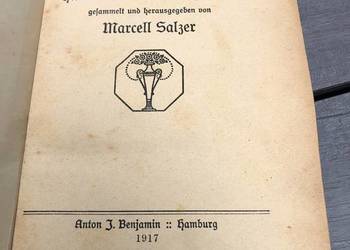 gesammelt und herausgegeben von
Marcell Salzer
Anton J. Benjamin :: Hamburg
1917